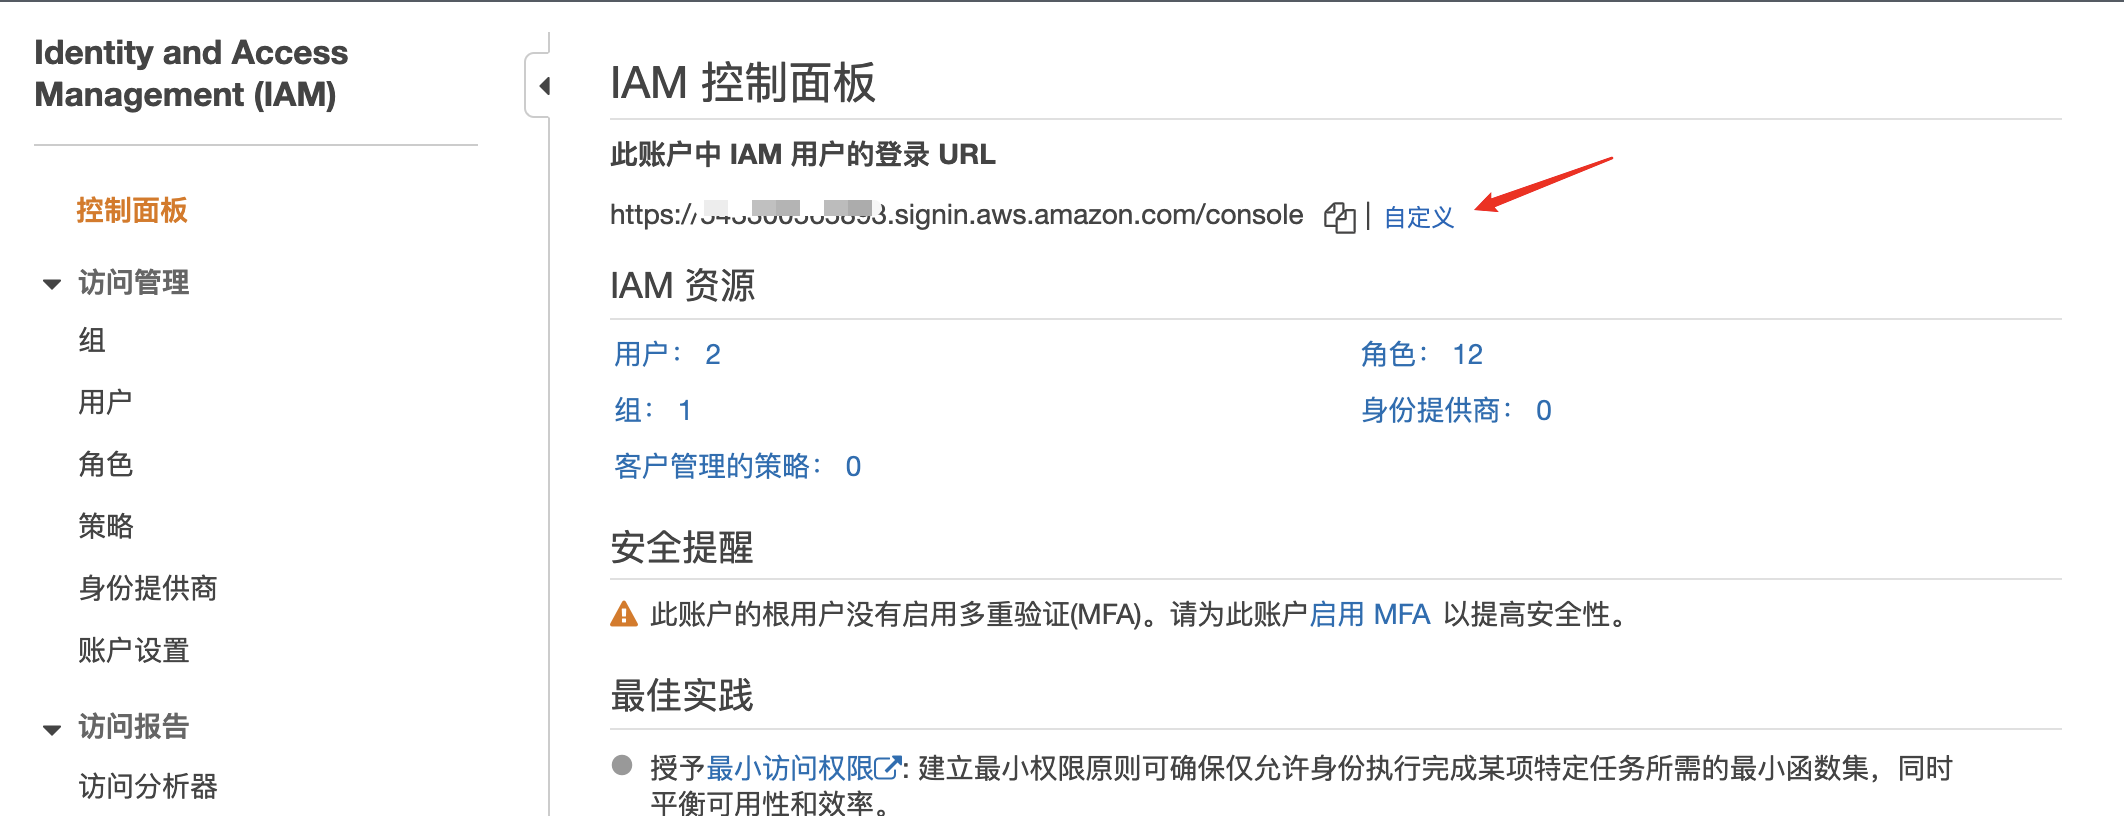 Identity and Access
Management (IAM)
控制面板
访问管理
组
用户
角色
策略
身份提供商
账户设置
访问报告
访问分析器
IAM 控制面板
此账户中 IAM 用户的登录 URL
https://.signin.aws.amazon.com/console | 自定义
IAM 资源
用户： 2
角色： 12
组： 1
身份提供商： 0
客户管理的策略： 0
安全提醒
此账户的根用户没有启用多重验证(MFA)。请为此账户启用 MFA 以提高安全性。
最佳实践
授予最小访问权限: 建立最小权限原则可确保仅允许身份执行完成某项特定任务所需的最小函数集，同时
平衡可用性和效率。